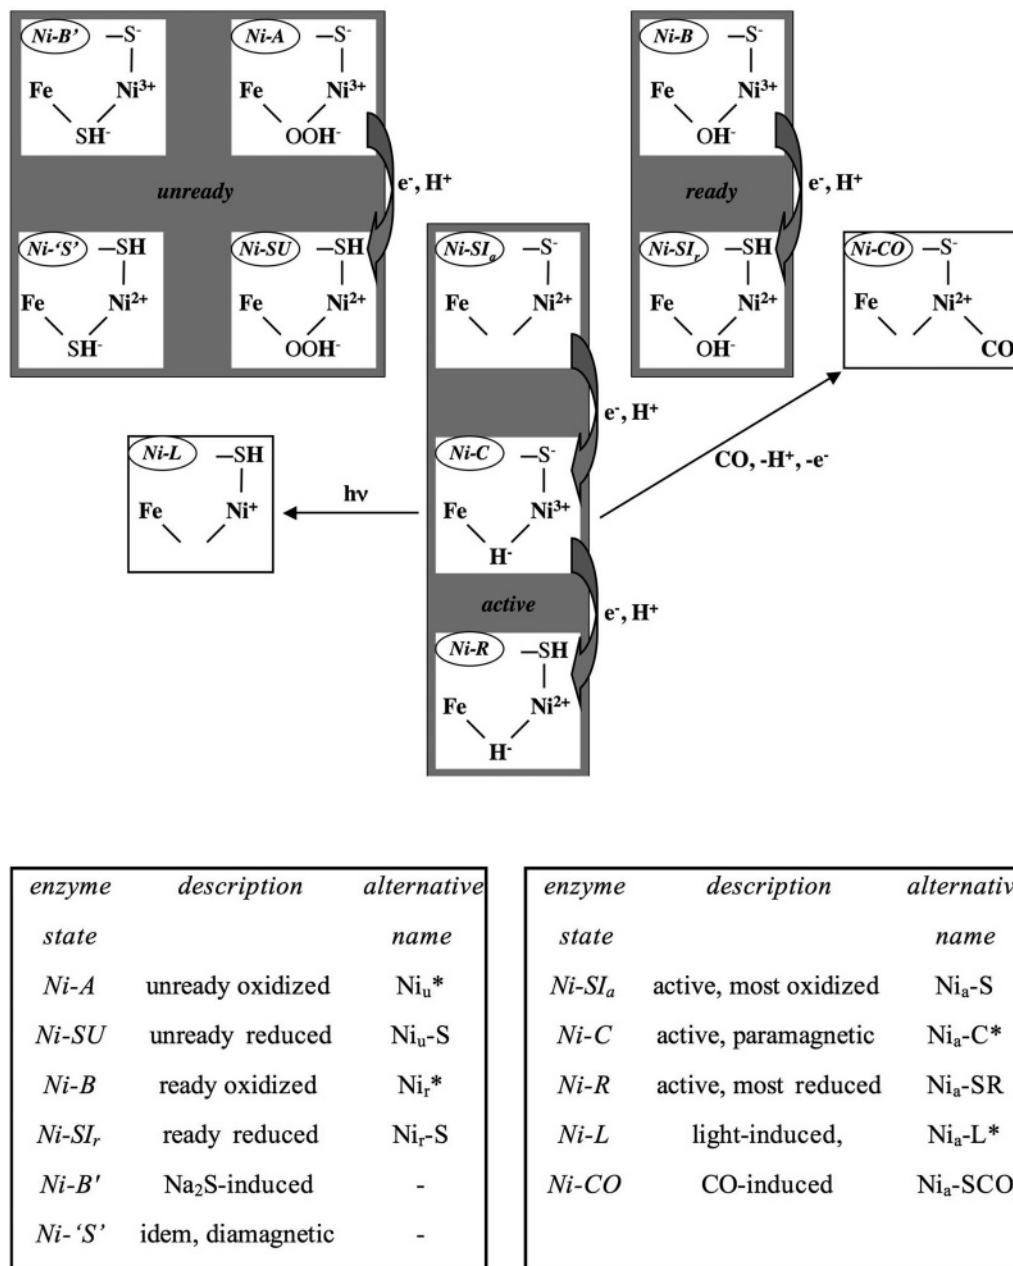 Ni-B' —S⁻ Ni-A —S⁻ Ni-B —S⁻
Fe Ni³⁺ Fe Ni³⁺ Fe Ni³⁺
SH⁻ OOH⁻ OH⁻
unready e⁻, H⁺ ready e⁻, H⁺
Ni-'S' —SH Ni-SU —SH Ni-SIₐ —S⁻ Ni-SIᵣ —SH Ni-CO —S⁻
Fe Ni²⁺ Fe Ni²⁺ Fe Ni²⁺ Fe Ni²⁺ Fe Ni²⁺
SH⁻ OOH⁻ OH⁻ CO
e⁻, H⁺
Ni-L —SH Ni-C —S⁻ CO, -H⁺, -e⁻
Fe Ni⁺ hν Fe Ni³⁺
H⁻
active e⁻, H⁺
Ni-R —SH
Fe Ni²⁺
H⁻
enzyme description alternative
state name
Ni-A unready oxidized Niᵤ*
Ni-SU unready reduced Niᵤ-S
Ni-B ready oxidized Niᵣ*
Ni-SIᵣ ready reduced Niᵣ-S
Ni-B' Na₂S-induced -
Ni-'S' idem, diamagnetic -
enzyme description alternativ
state name
Ni-SIₐ active, most oxidized Niₐ-S
Ni-C active, paramagnetic Niₐ-C*
Ni-R active, most reduced Niₐ-SR
Ni-L light-induced, Niₐ-L*
Ni-CO CO-induced Niₐ-SCO